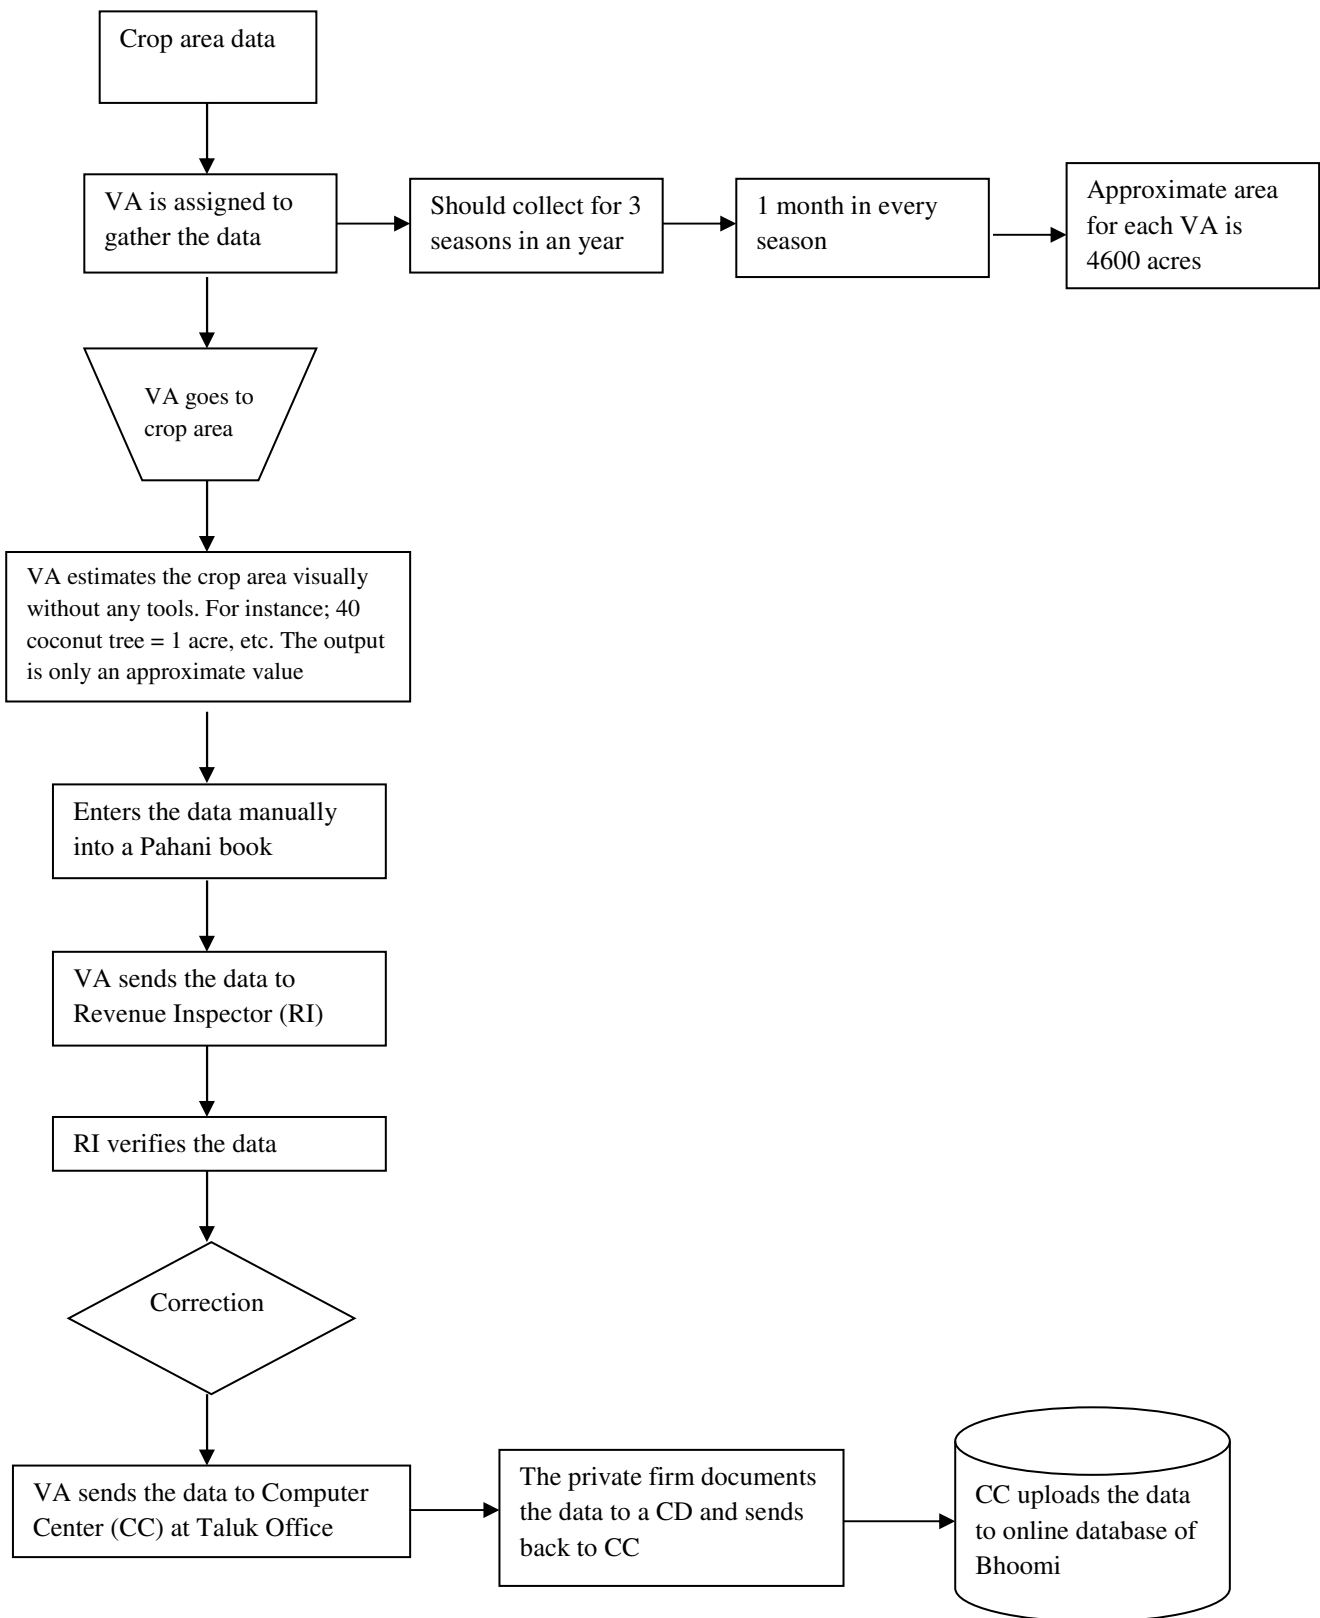 Crop area data
VA is assigned to
gather the data
Should collect for 3
seasons in an year
1 month in every
season
Approximate area
for each VA is
4600 acres
VA goes to
crop area
VA estimates the crop area visually
without any tools. For instance; 40
coconut tree = 1 acre, etc. The output
is only an approximate value
Enters the data manually
into a Pahani book
VA sends the data to
Revenue Inspector (RI)
RI verifies the data
Correction
VA sends the data to Computer
Center (CC) at Taluk Office
The private firm documents
the data to a CD and sends
back to CC
CC uploads the data
to online database of
Bhoomi